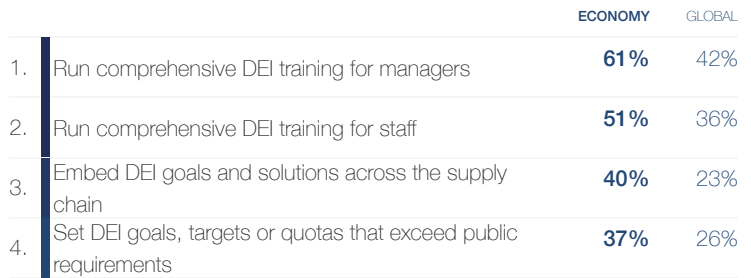 ECONOMY GLOBAL
1. Run comprehensive DEI training for managers 61% 42%
2. Run comprehensive DEI training for staff 51% 36%
3. Embed DEI goals and solutions across the supply chain 40% 23%
4. Set DEI goals, targets or quotas that exceed public requirements 37% 26%